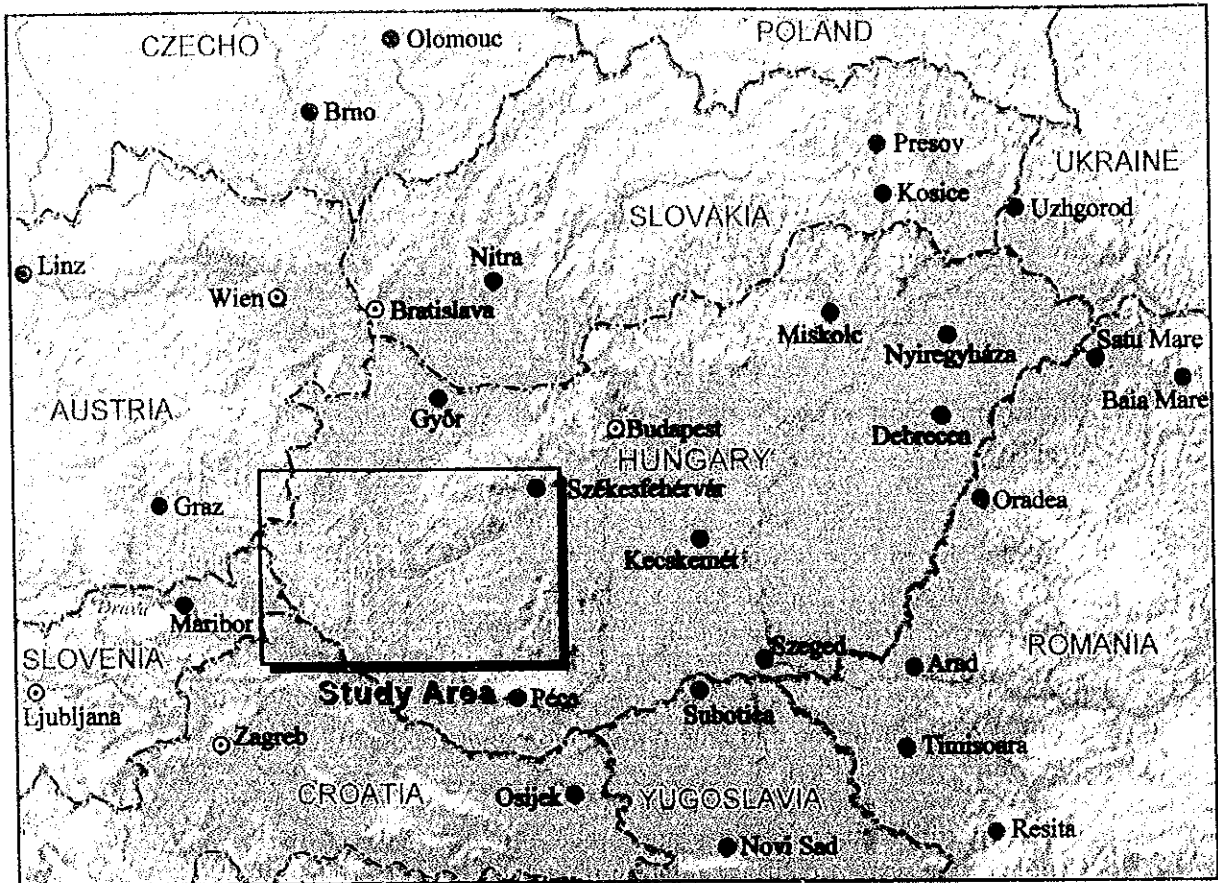 CZECHO
Olomouc
POLAND
Brno
Presov
UKRAINE
Kosice
SLOVAKIA
Uzhgorod
Linz
Nitra
Wien
Bratislava
Miskolc
Nyiregyháza
Satu Mare
AUSTRIA
Győr
Baia Mare
Budapest
Debrecen
HUNGARY
Székesfehérvár
Graz
Oradea
Kecskemét
Drava
Maribor
SLOVENIA
Szeged
Arad
ROMANIA
Study Area
Pécs
Ljubljana
Subotica
Zagreb
Timisoara
CROATIA
Osijek
YUGOSLAVIA
Resita
Novi Sad